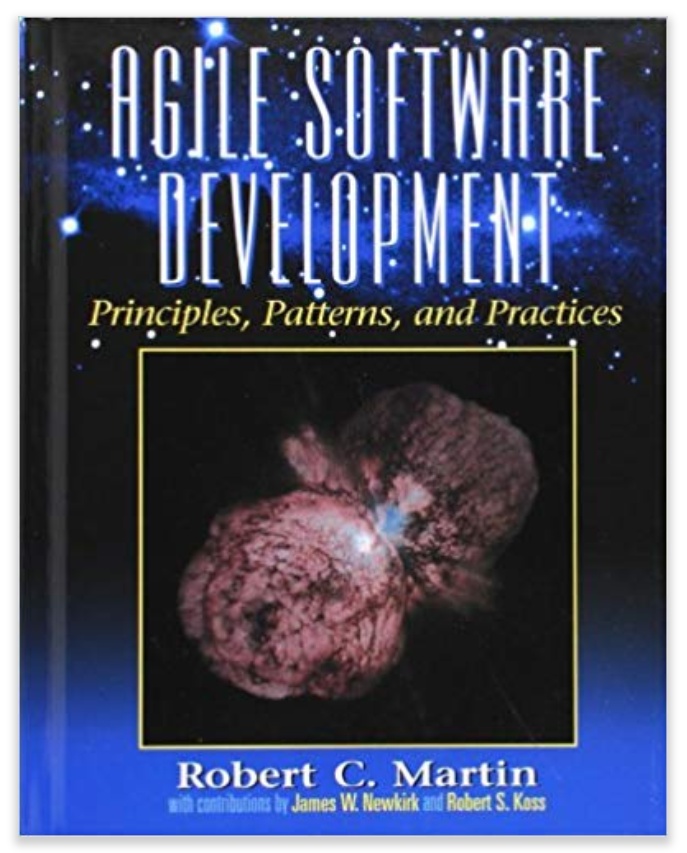 AGILE SOFTWARE
DEVELOPMENT
Principles, Patterns, and Practices
Robert C. Martin
with contributions by James W. Newkirk and Robert S. Koss